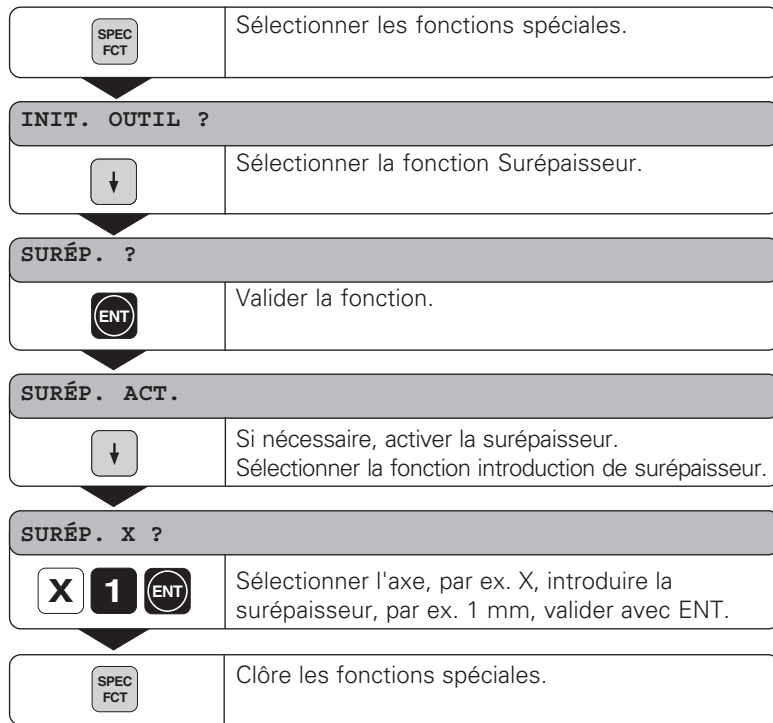 SPEC
FCT
Sélectionner les fonctions spéciales.
INIT. OUTIL ?
Sélectionner la fonction Surépaisseur.
SURÉP. ?
ENT
Valider la fonction.
SURÉP. ACT.
Si nécessaire, activer la surépaisseur.
Sélectionner la fonction introduction de surépaisseur.
SURÉP. X ?
X 1 ENT
Sélectionner l'axe, par ex. X, introduire la
surépaisseur, par ex. 1 mm, valider avec ENT.
SPEC
FCT
Clôre les fonctions spéciales.